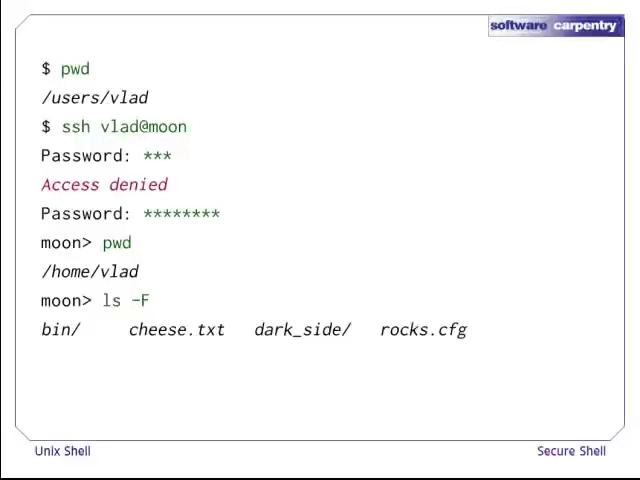 software carpentry
$ pwd
/users/vlad
$ ssh vlad@moon
Password: ***
Access denied
Password: ********
moon> pwd
/home/vlad
moon> ls -F
bin/ cheese.txt dark_side/ rocks.cfg
Unix Shell Secure Shell